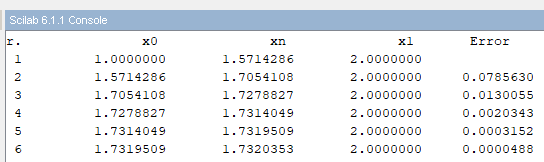 Scilab 6.1.1 Console
r. x0 xn x1 Error
1 1.0000000 1.5714286 2.0000000
2 1.5714286 1.7054108 2.0000000 0.0785630
3 1.7054108 1.7278827 2.0000000 0.0130055
4 1.7278827 1.7314049 2.0000000 0.0020343
5 1.7314049 1.7319509 2.0000000 0.0003152
6 1.7319509 1.7320353 2.0000000 0.0000488